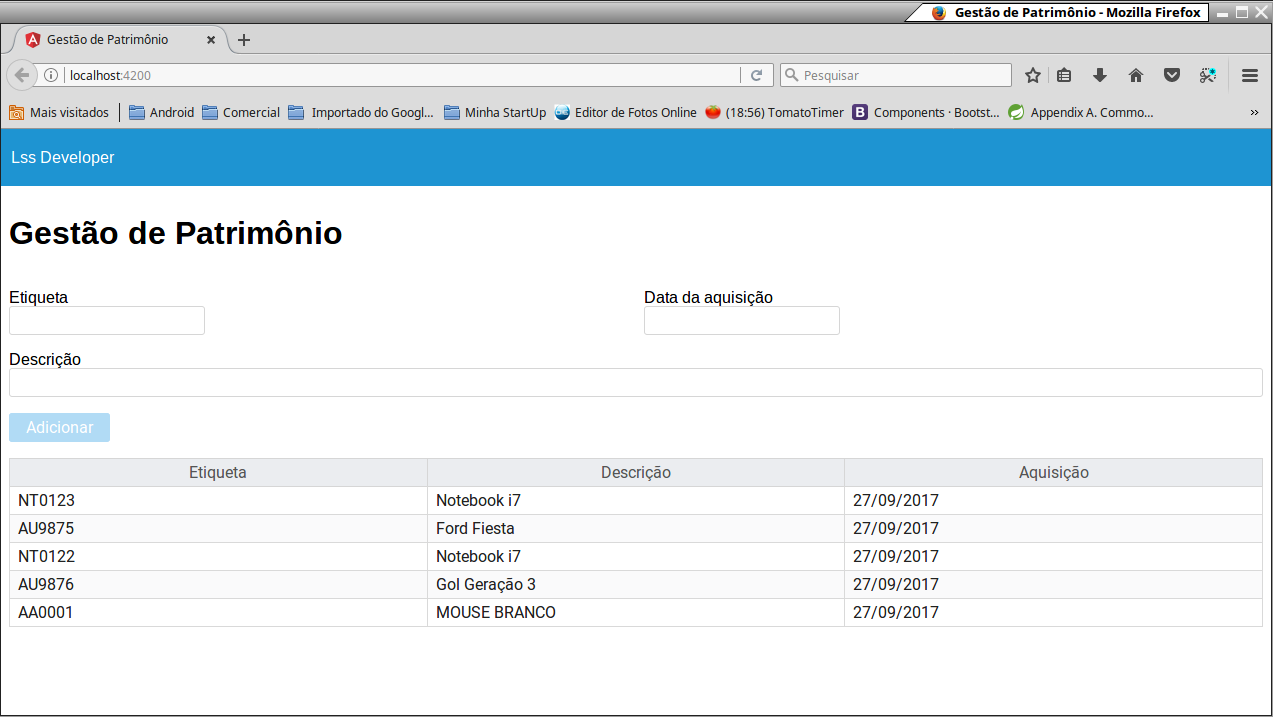 Gestão de Patrimônio - Mozilla Firefox
Gestão de Patrimônio
localhost:4200 Pesquisar
Mais visitados Android Comercial Importado do Googl... Minha StartUp Editor de Fotos Online (18:56) TomatoTimer B Components · Bootst... Appendix A. Commo... »
Lss Developer
Gestão de Patrimônio
Etiqueta Data da aquisição
Descrição
Adicionar
Etiqueta Descrição Aquisição
NT0123 Notebook i7 27/09/2017
AU9875 Ford Fiesta 27/09/2017
NT0122 Notebook i7 27/09/2017
AU9876 Gol Geração 3 27/09/2017
AA0001 MOUSE BRANCO 27/09/2017